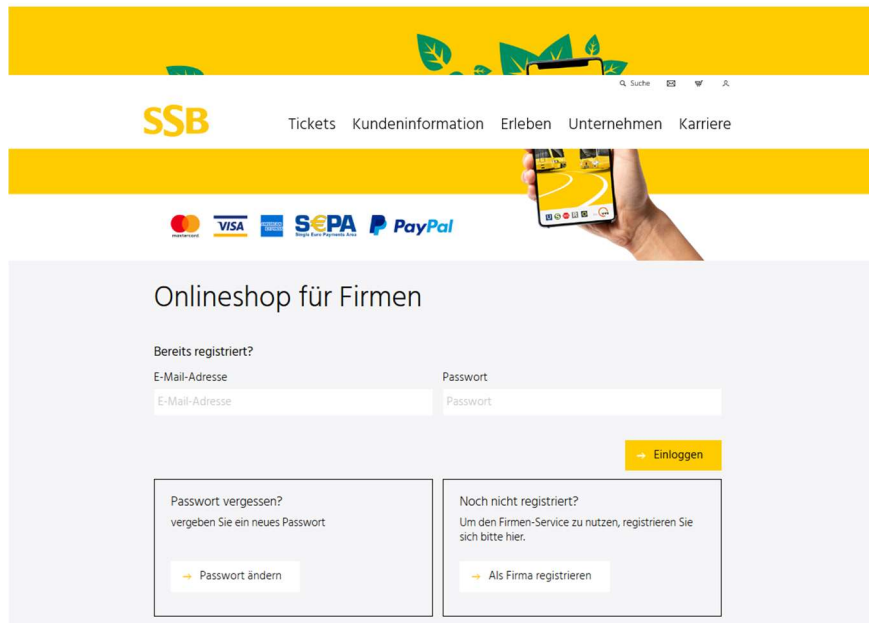 Suche
SSB
Tickets Kundeninformation Erleben Unternehmen Karriere
mastercard VISA SEPA PayPal
Single Euro Payments Area
Onlineshop für Firmen
Bereits registriert?
E-Mail-Adresse Passwort
E-Mail-Adresse Passwort
→ Einloggen
Passwort vergessen?
vergeben Sie ein neues Passwort
→ Passwort ändern
Noch nicht registriert?
Um den Firmen-Service zu nutzen, registrieren Sie
sich bitte hier.
→ Als Firma registrieren